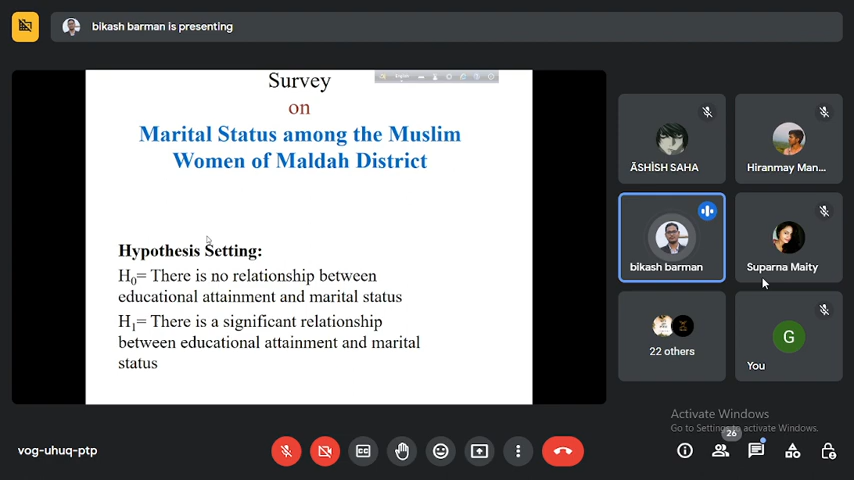 bikash barman is presenting
Survey
English
on
Marital Status among the Muslim
Women of Maldah District
Hypothesis Setting:
H0= There is no relationship between
educational attainment and marital status
H1= There is a significant relationship
between educational attainment and marital
status
ĀSHÌSH SAHA
Hiranmay Man...
bikash barman
Suparna Maity
22 others
G
You
Activate Windows
Go to Settings to activate Windows.
26
vog-uhuq-ptp